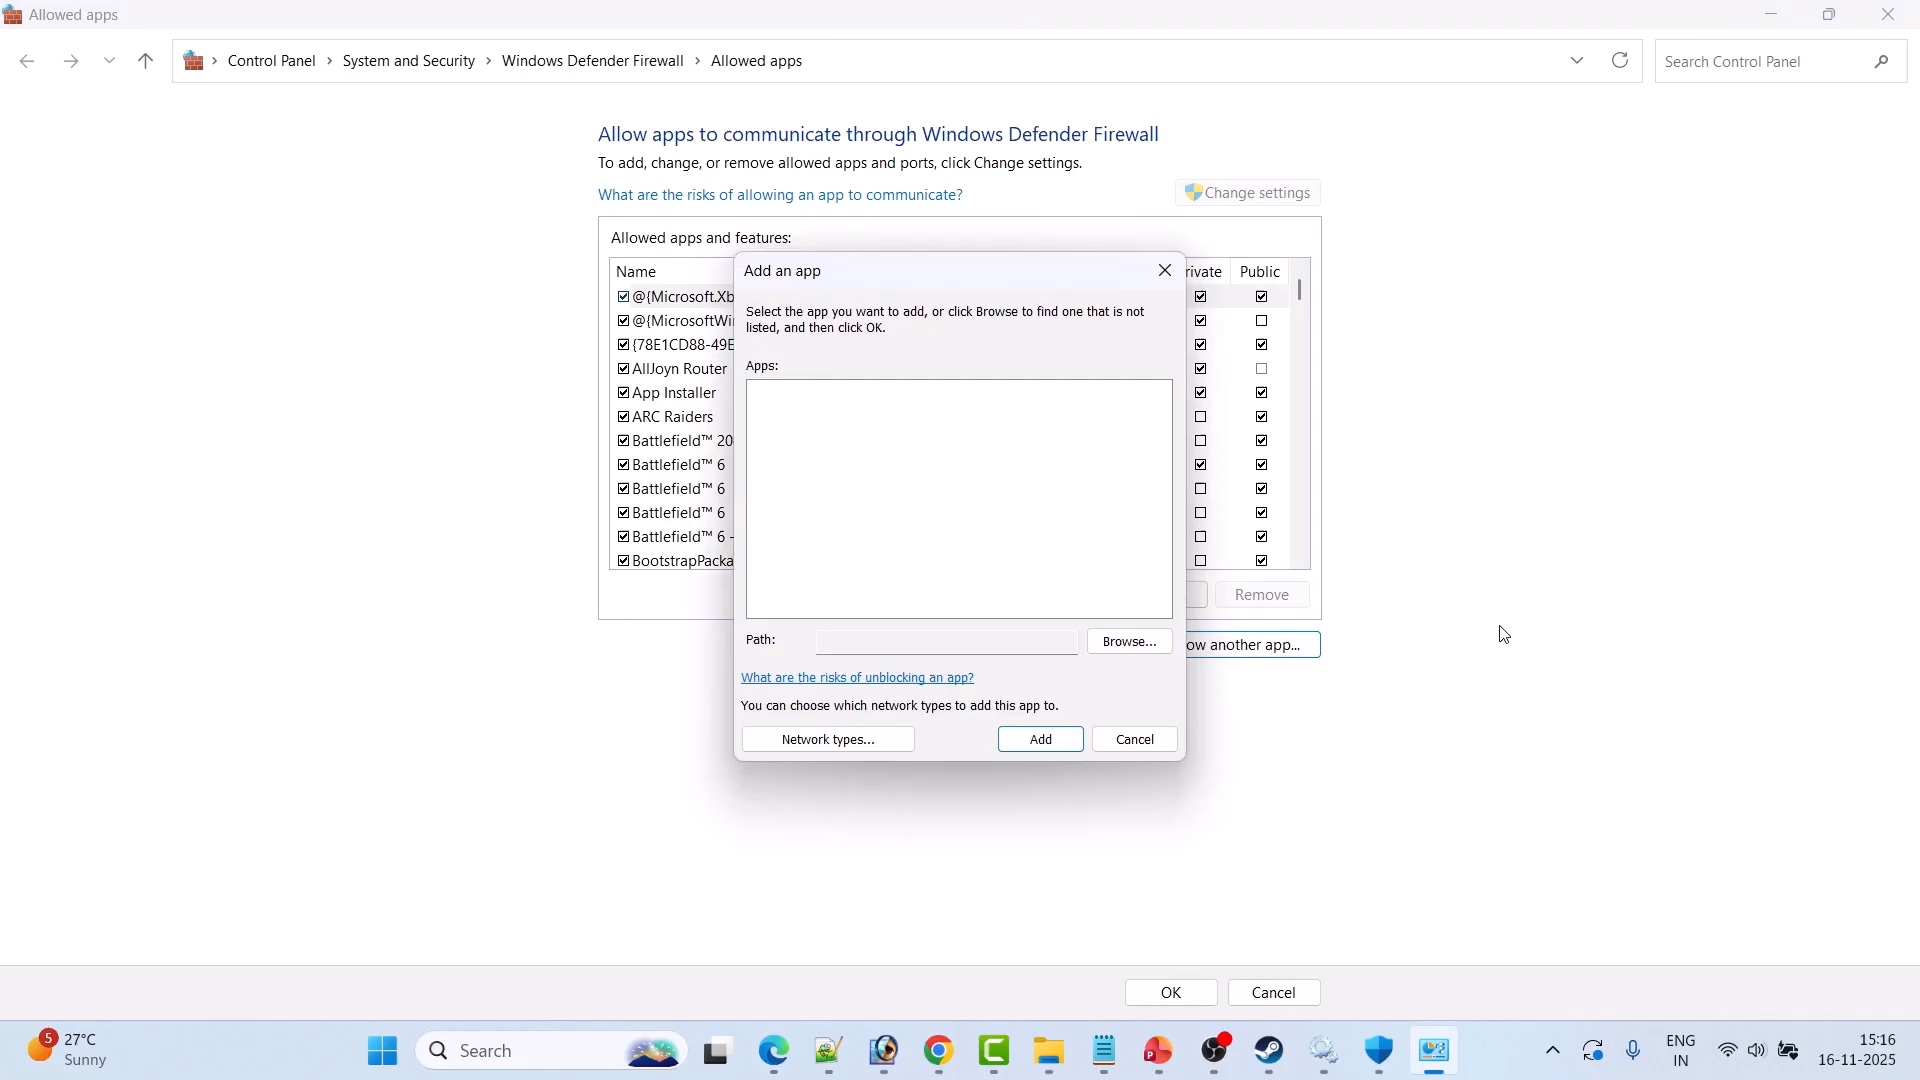 Allowed apps
Control Panel > System and Security > Windows Defender Firewall > Allowed apps
Search Control Panel
Allow apps to communicate through Windows Defender Firewall
To add, change, or remove allowed apps and ports, click Change settings.
What are the risks of allowing an app to communicate?
Change settings
Allowed apps and features:
Name
rivate
Public
@{Microsoft.Xb
@{MicrosoftWi
{78E1CD88-49E
AllJoyn Router
App Installer
ARC Raiders
Battlefield™ 20
Battlefield™ 6
Battlefield™ 6
Battlefield™ 6
Battlefield™ 6 -
BootstrapPacka
Remove
ow another app...
Add an app
Select the app you want to add, or click Browse to find one that is not
listed, and then click OK.
Apps:
Path:
Browse...
What are the risks of unblocking an app?
You can choose which network types to add this app to.
Network types...
Add
Cancel
OK
Cancel
5
27°C
Sunny
Search
ENG
IN
15:16
16-11-2025